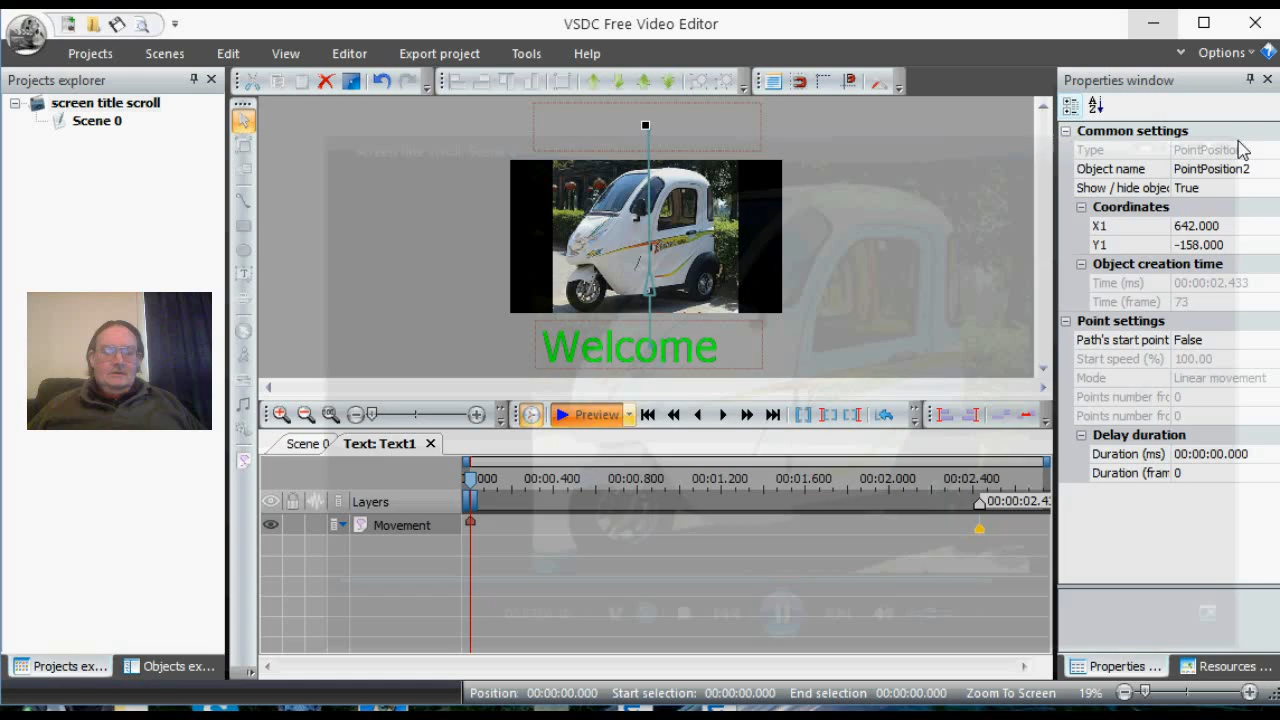 VSDC Free Video Editor
Projects Scenes Edit View Editor Export project Tools Help Options
Projects explorer
screen title scroll
Scene 0
Welcome
Preview
Scene 0 Text: Text1
000 00:00.400 00:00.800 00:01.200 00:01.600 00:02.000 00:02.400
Layers
Movement
Projects ex... Objects ex...
Properties window
Common settings
Type PointPositio
Object name PointPosition2
Show / hide objec True
Coordinates
X1 642.000
Y1 -158.000
Object creation time
Time (ms) 00:00:02.433
Time (frame) 73
Point settings
Path's start point False
Start speed (%) 100.00
Mode Linear movement
Points number frc 0
Points number frc 0
Delay duration
Duration (ms) 00:00:00.000
Duration (fram 0
Properties ... Resources ...
Position: 00:00:00.000 Start selection: 00:00:00.000 End selection 00:00:00.000 Zoom To Screen 19%